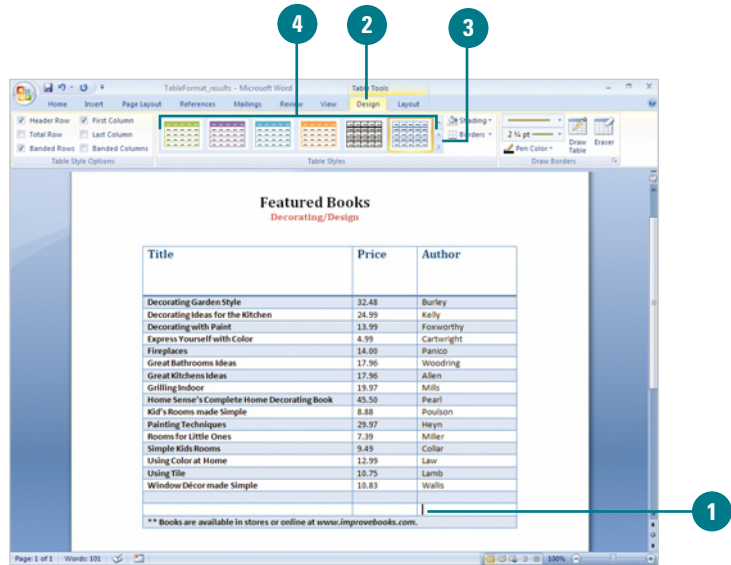 4 2 3
TableFormat_results - Microsoft Word Table Tools
Home Insert Page Layout References Mailings Review View Design Layout
Header Row First Column Shading
Total Row Last Column Borders 2 ¼ pt Draw Table Eraser
Banded Rows Banded Columns Pen Color
Table Style Options Table Styles Draw Borders
Featured Books
Decorating/Design
Title Price Author
Decorating Garden Style 32.48 Burley
Decorating Ideas for the Kitchen 24.99 Kelly
Decorating with Paint 13.99 Foxworthy
Express Yourself with Color 4.99 Cartwright
Fireplaces 14.00 Panico
Great Bathrooms Ideas 17.96 Woodring
Great Kitchens Ideas 17.96 Allen
Grilling Indoor 19.97 Mills
Home Sense's Complete Home Decorating Book 45.50 Pearl
Kid's Rooms made Simple 8.88 Poulson
Painting Techniques 29.97 Heyn
Rooms for Little Ones 7.39 Miller
Simple Kids Rooms 9.49 Collar
Using Color at Home 12.99 Law
Using Tile 10.75 Lamb
Window Décor made Simple 10.83 Walls
1
** Books are available in stores or online at www.improvebooks.com.
Page: 1 of 1 Words: 101 100%